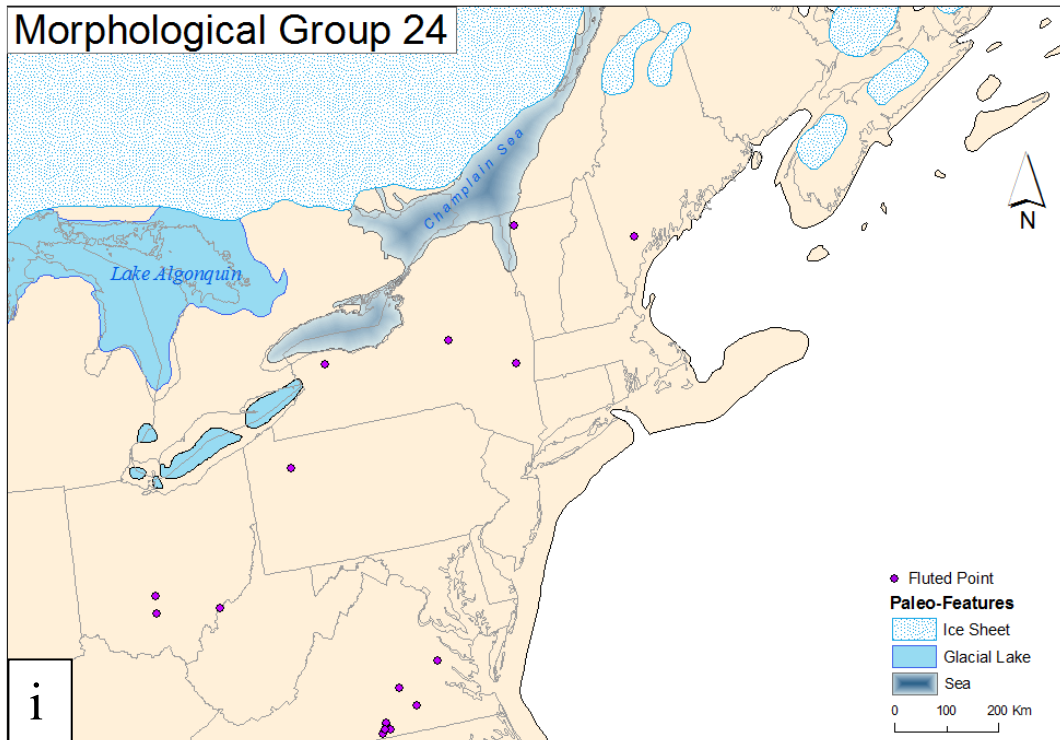 Morphological Group 24
Champlain Sea
Lake Algonquin
N
Fluted Point
Paleo-Features
Ice Sheet
Glacial Lake
Sea
0 100 200 Km
i